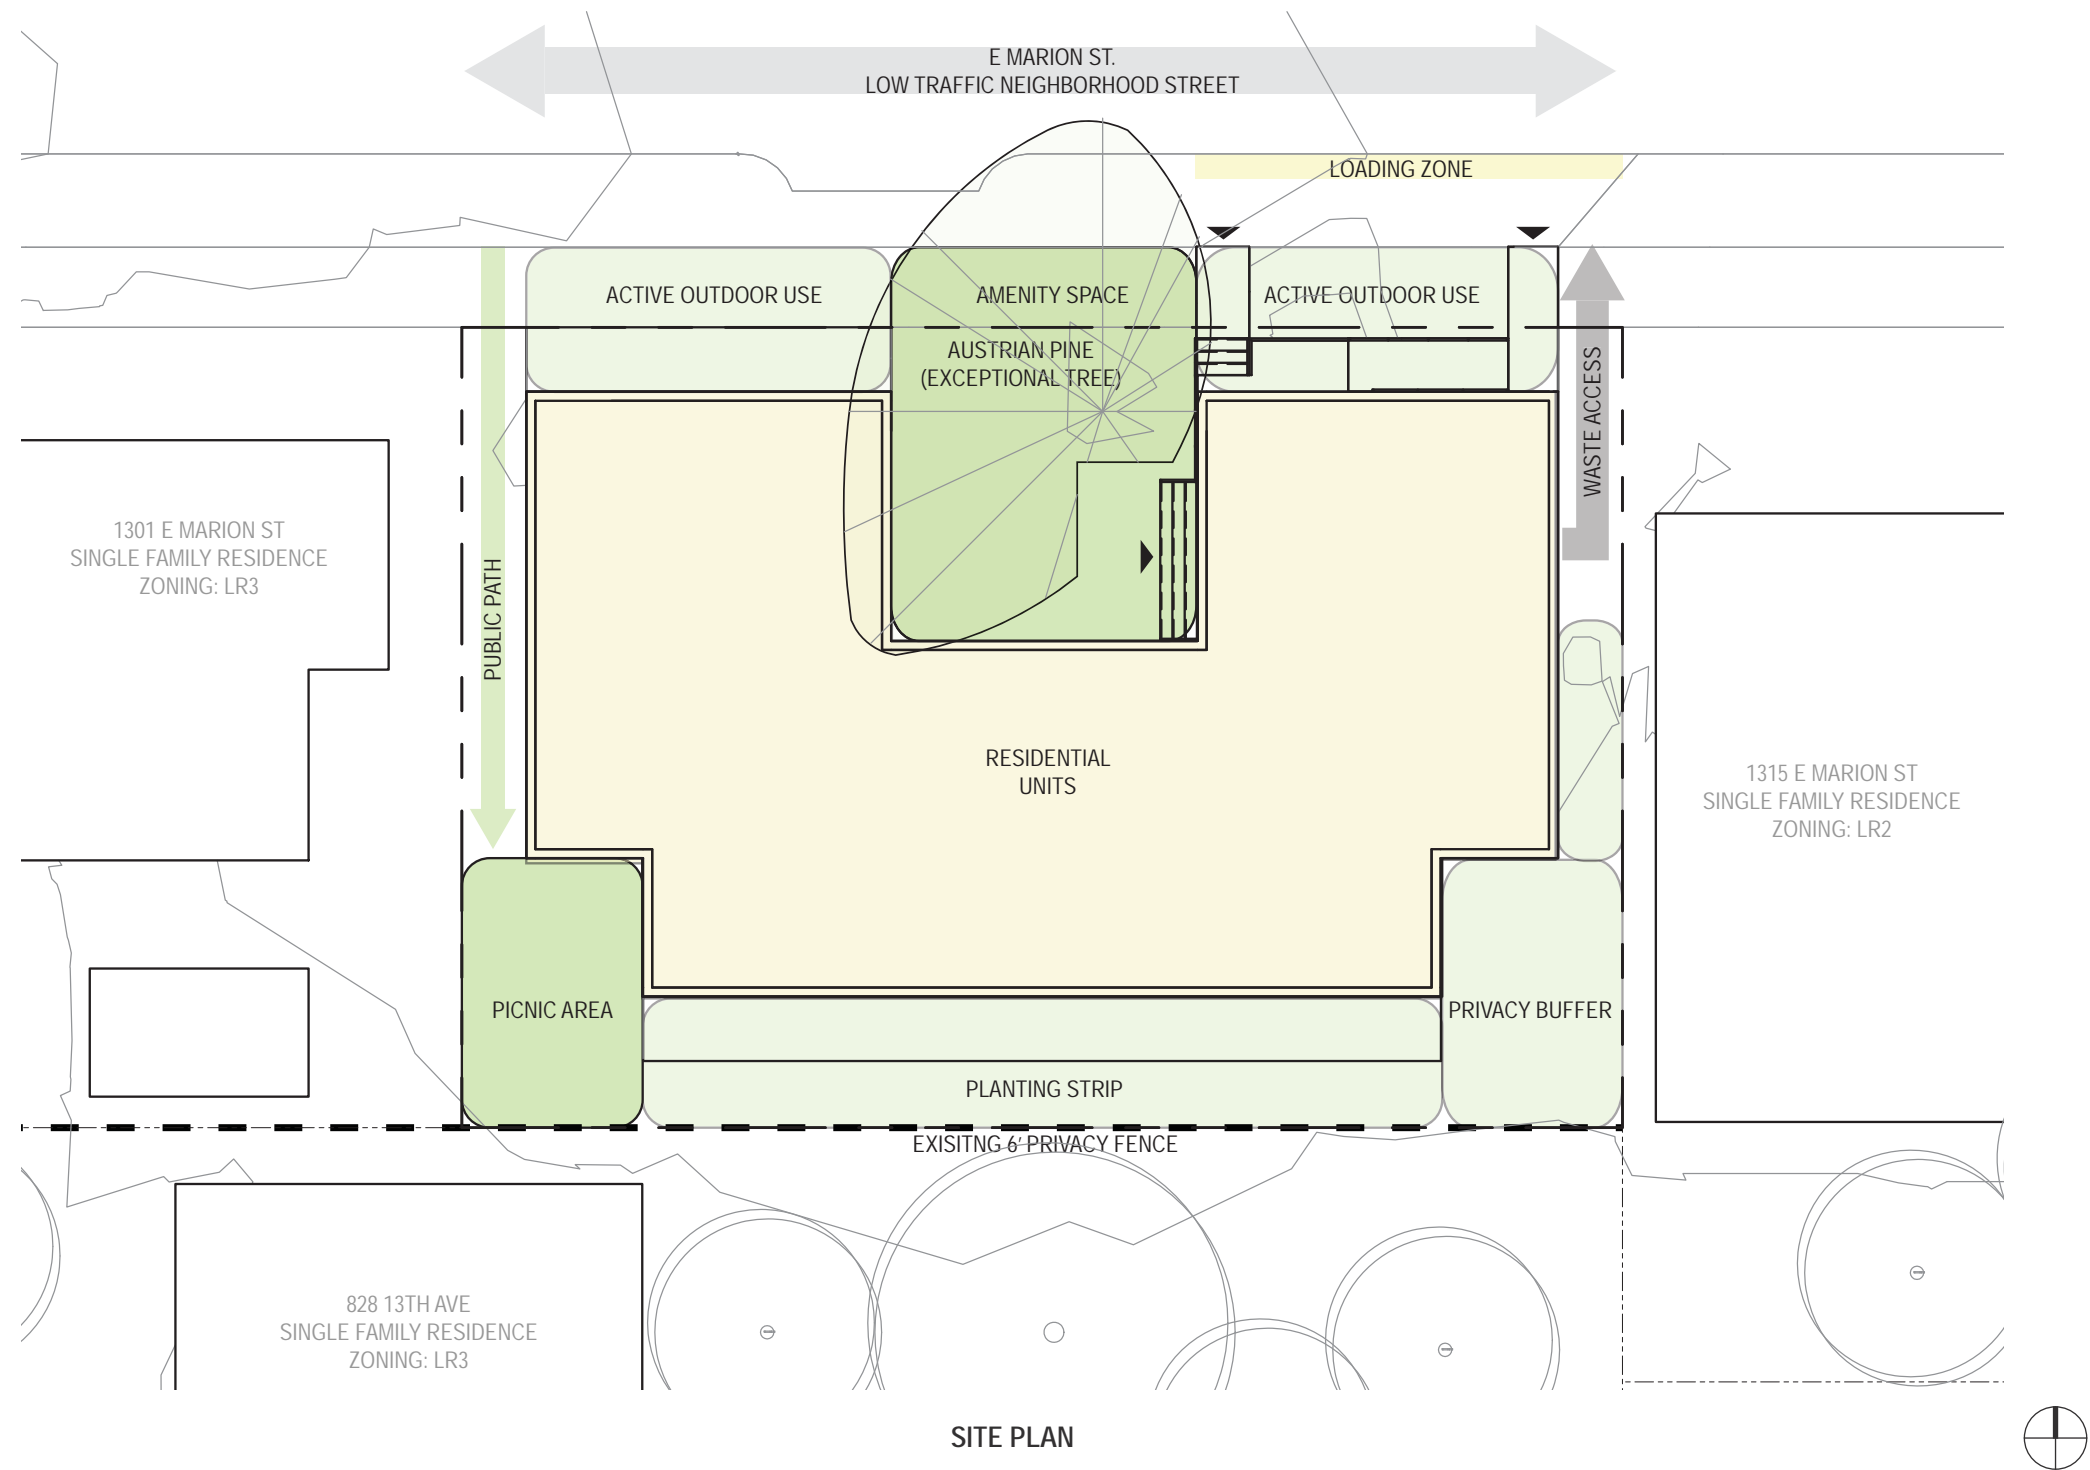 E MARION ST.
LOW TRAFFIC NEIGHBORHOOD STREET
LOADING ZONE
ACTIVE OUTDOOR USE
AMENITY SPACE
ACTIVE OUTDOOR USE
AUSTRIAN PINE
(EXCEPTIONAL TREE)
WASTE ACCESS
1301 E MARION ST
SINGLE FAMILY RESIDENCE
ZONING: LR3
PUBLIC PATH
RESIDENTIAL
UNITS
1315 E MARION ST
SINGLE FAMILY RESIDENCE
ZONING: LR2
PICNIC AREA
PRIVACY BUFFER
PLANTING STRIP
EXISITNG 6' PRIVACY FENCE
828 13TH AVE
SINGLE FAMILY RESIDENCE
ZONING: LR3
SITE PLAN